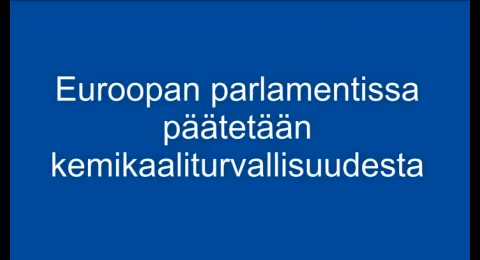 Euroopan parlamentissa
päätetään
kemikaaliturvallisuudesta